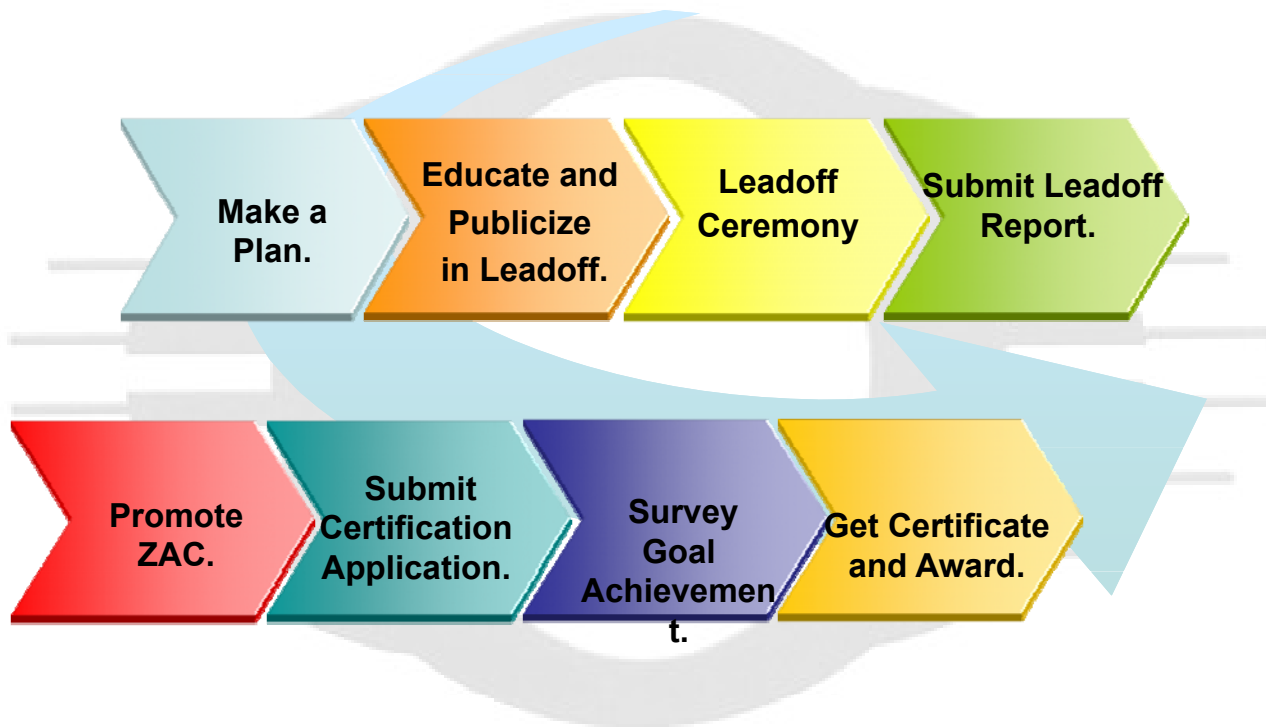 Make a
Plan.
Educate and
Publicize
in Leadoff.
Leadoff
Ceremony
Submit Leadoff
Report.
Promote
ZAC.
Submit
Certification
Application.
Survey
Goal
Achievemen
t.
Get Certificate
and Award.